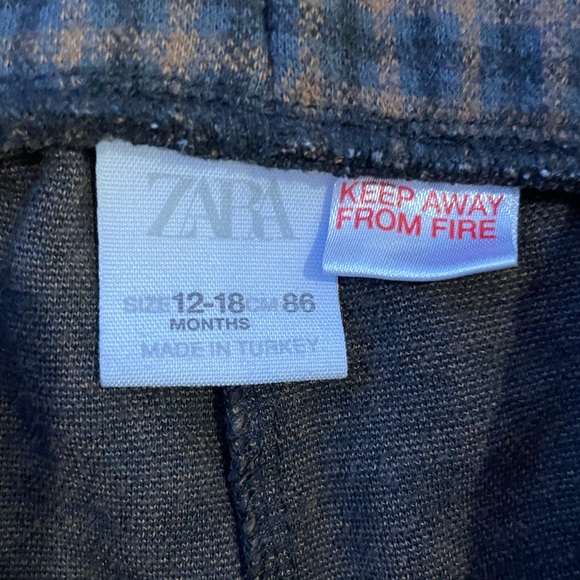 ZARA
SIZE 12-18 CM 86
MONTHS
MADE IN TURKEY
KEEP AWAY
FROM FIRE